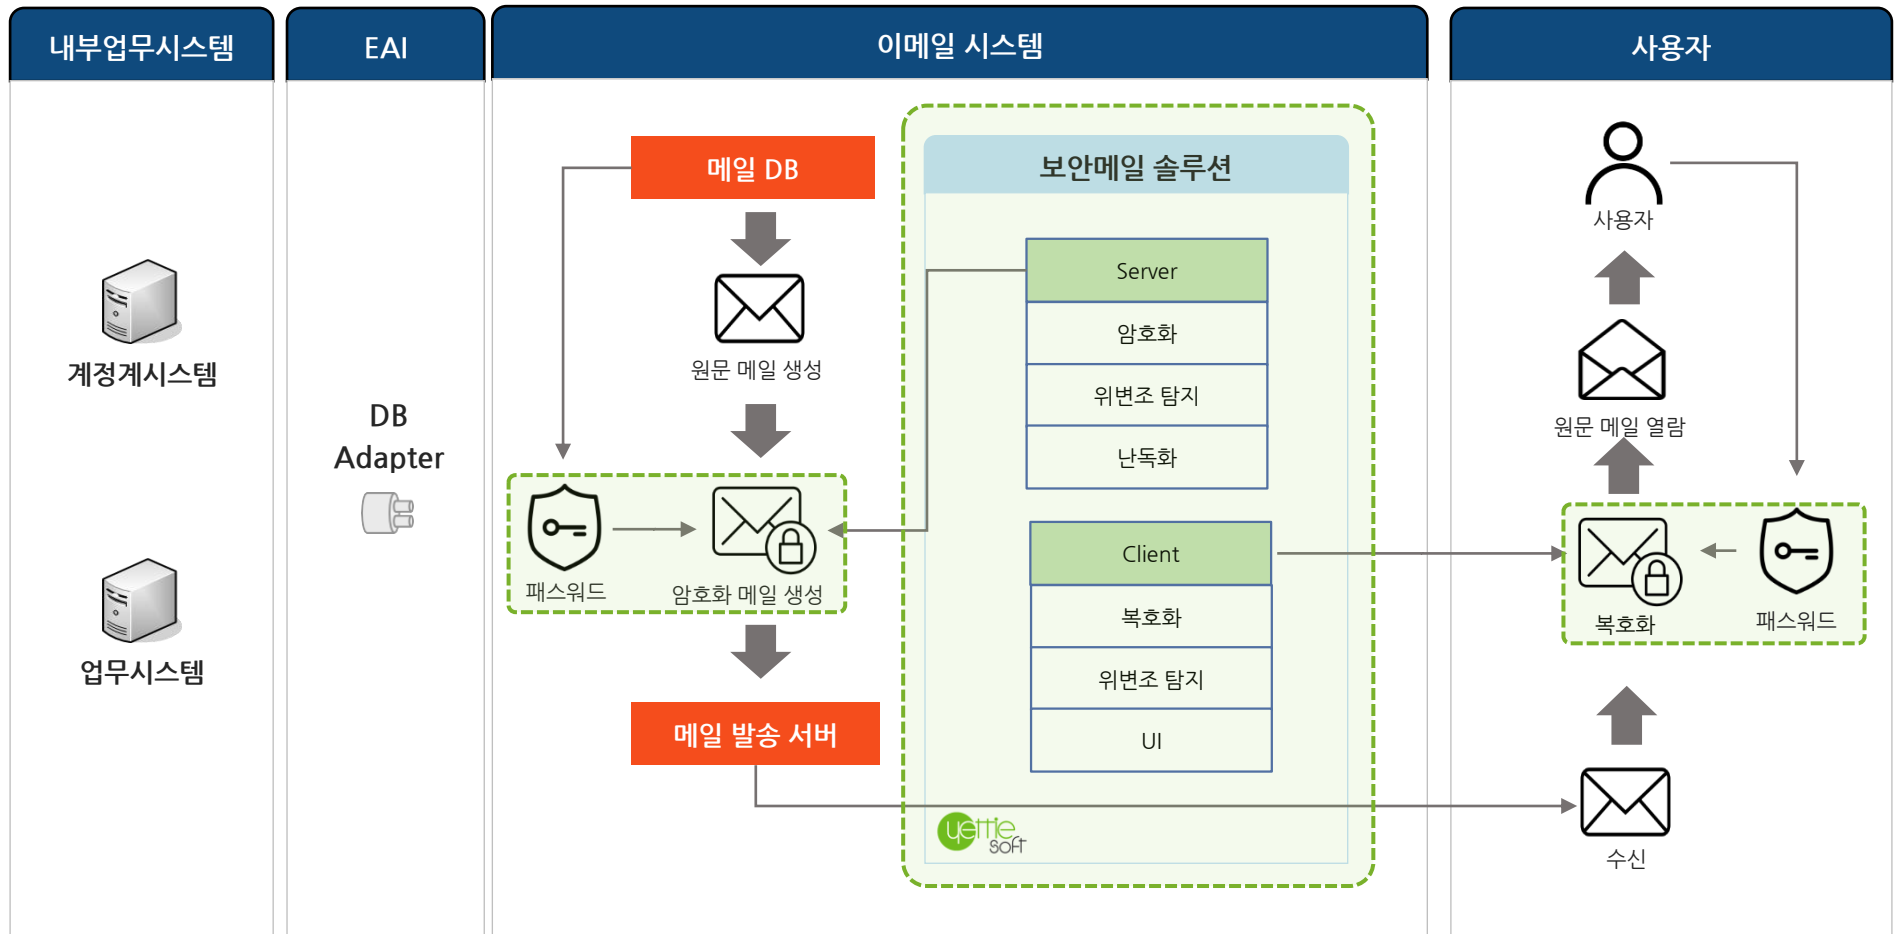 내부업무시스템
EAI
이메일 시스템
사용자
계정계시스템
업무시스템
DB
Adapter
메일 DB
원문 메일 생성
패스워드
암호화 메일 생성
메일 발송 서버
보안메일 솔루션
Server
암호화
위변조 탐지
난독화
Client
복호화
위변조 탐지
UI
yettie
soft
사용자
원문 메일 열람
복호화
패스워드
수신